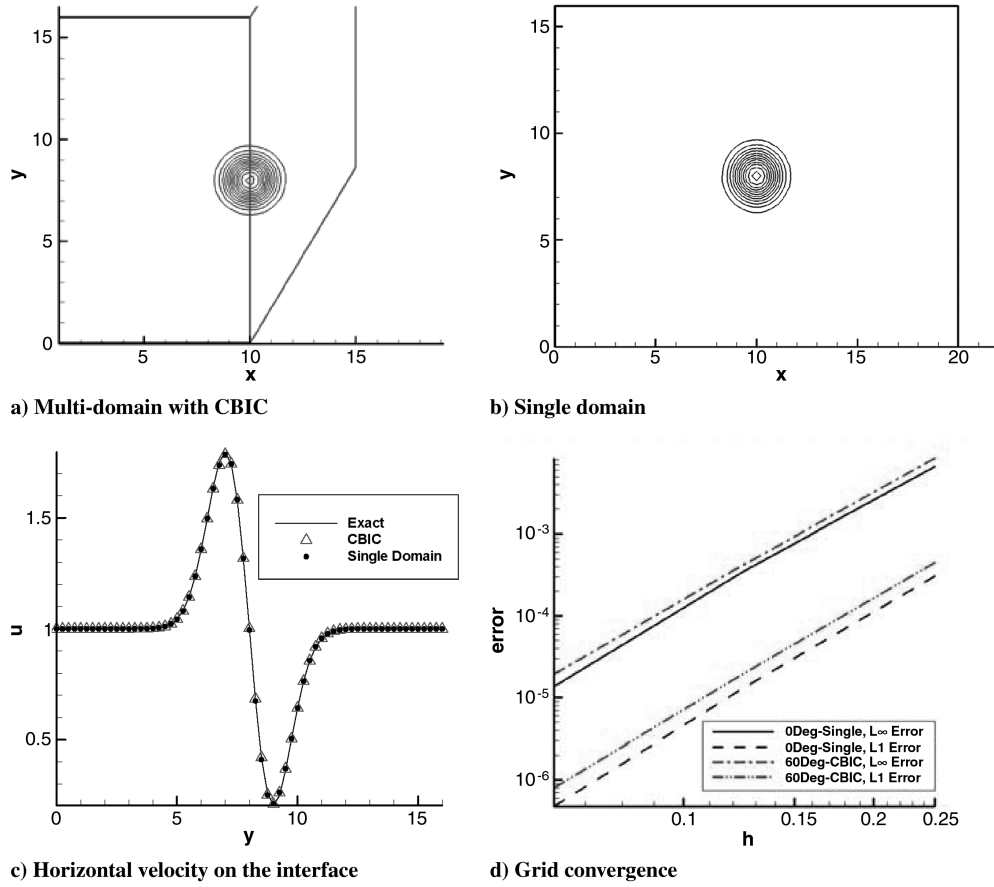 15
10
5
0
y
5
10
15
x
a) Multi-domain with CBIC
15
10
5
0
y
0
5
10
15
20
x
b) Single domain
u
1.5
1
0.5
Exact
CBIC
Single Domain
0
5
10
15
y
c) Horizontal velocity on the interface
error
10-3
10-4
10-5
10-6
0Deg-Single, L∞ Error
0Deg-Single, L1 Error
60Deg-CBIC, L∞ Error
60Deg-CBIC, L1 Error
0.1
0.15
0.2
0.25
h
d) Grid convergence